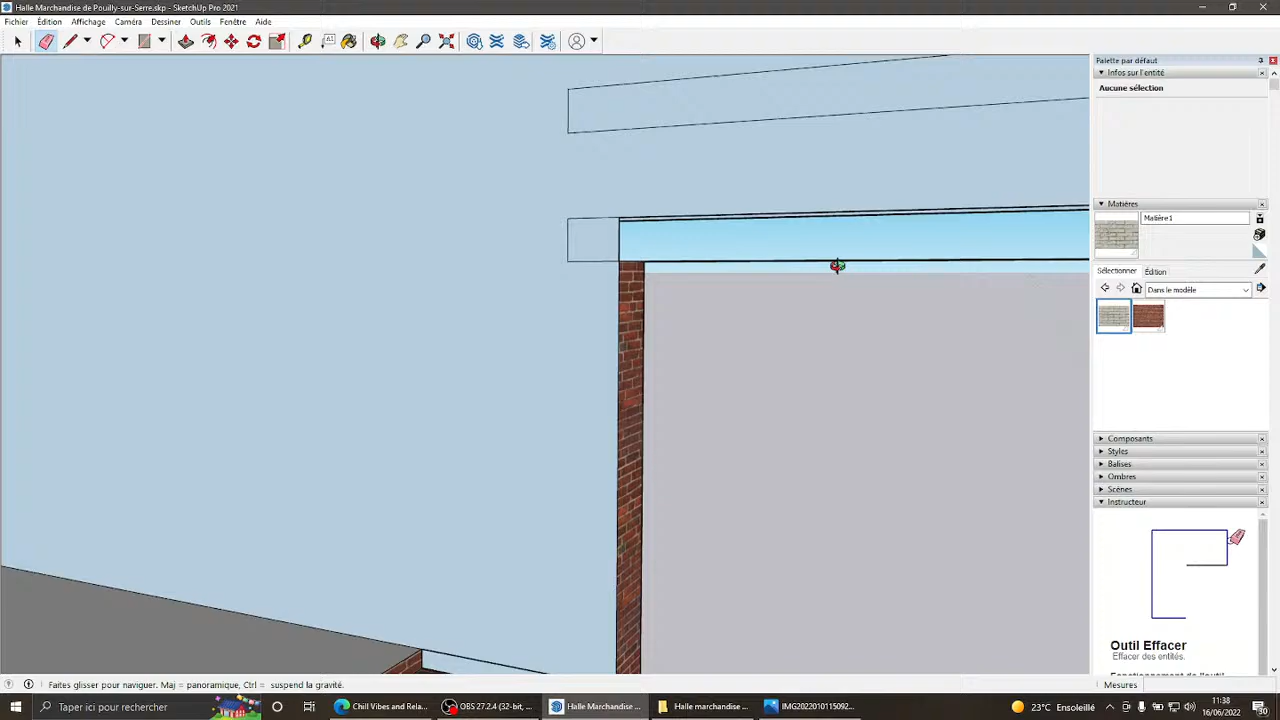 Halle Marchandise de Pouilly-sur-Serre.skp - SketchUp Pro 2021
Fichier Édition Affichage Caméra Dessiner Outils Fenêtre Aide
Palette par défaut
Infos sur l'entité
Aucune sélection
Matières
Matière1
Sélectionner Édition
Dans le modèle
Composants
Styles
Balises
Ombres
Scènes
Instructeur
Outil Effacer
Effacer des entités.
Faites glisser pour naviguer. Maj = panoramique, Ctrl = suspend la gravité.
Mesures
Taper ici pour rechercher
Chill Vibes and Rela...
OBS 27.2.4 (32-bit, ...
Halle Marchandise ...
Halle marchandise ...
IMG2022010115092...
23°C Ensoleillé
11:38
16/06/2022